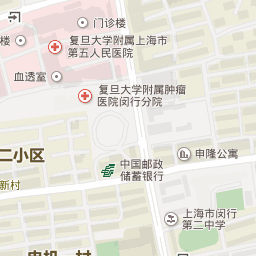 门诊楼
楼
复旦大学附属上海市
第五人民医院
血透室
复旦大学附属肿瘤
医院闵行分院
二小区
申隆公寓
中国邮政
储蓄银行
新村
上海市闵行
第二中学